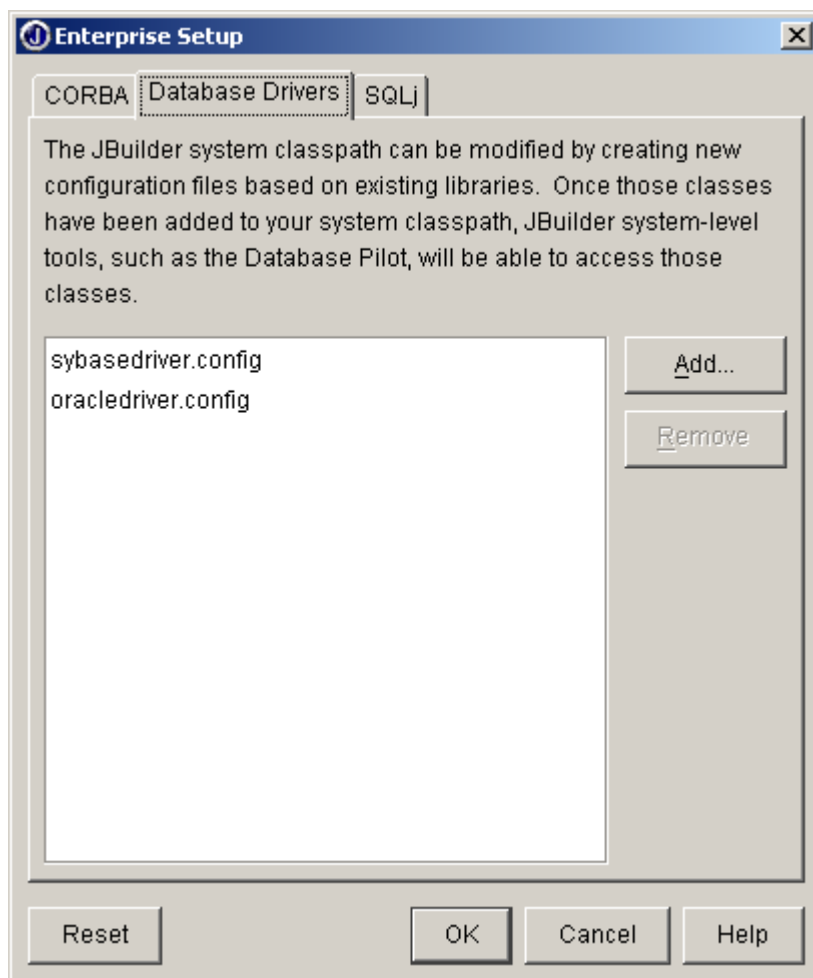 Enterprise Setup
CORBA Database Drivers SQLj
The JBuilder system classpath can be modified by creating new
configuration files based on existing libraries.  Once those classes
have been added to your system classpath, JBuilder system-level
tools, such as the Database Pilot, will be able to access those
classes.
sybasedriver.config
oracledriver.config
Add...
Remove
Reset OK Cancel Help